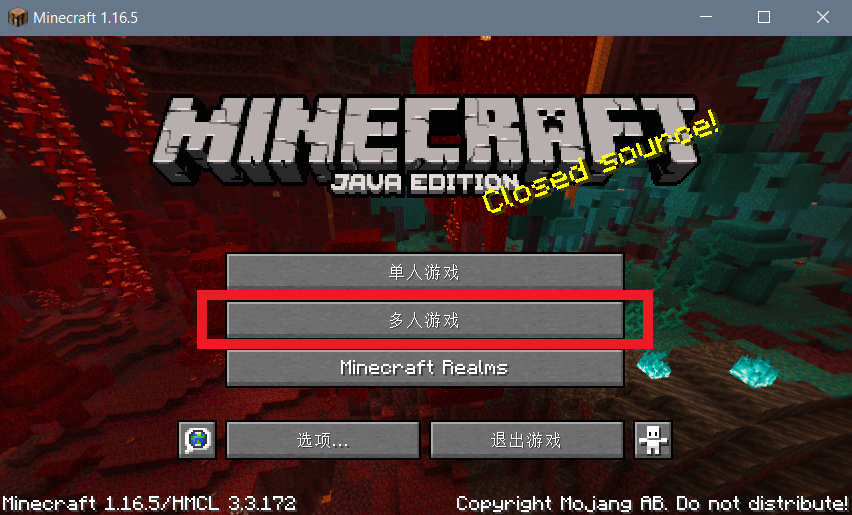 Minecraft 1.16.5
MINECRAFT
JAVA EDITION
Closed source!
单人游戏
多人游戏
Minecraft Realms
选项...
退出游戏
Minecraft 1.16.5/HMCL 3.3.172
Copyright Mojang AB. Do not distribute!